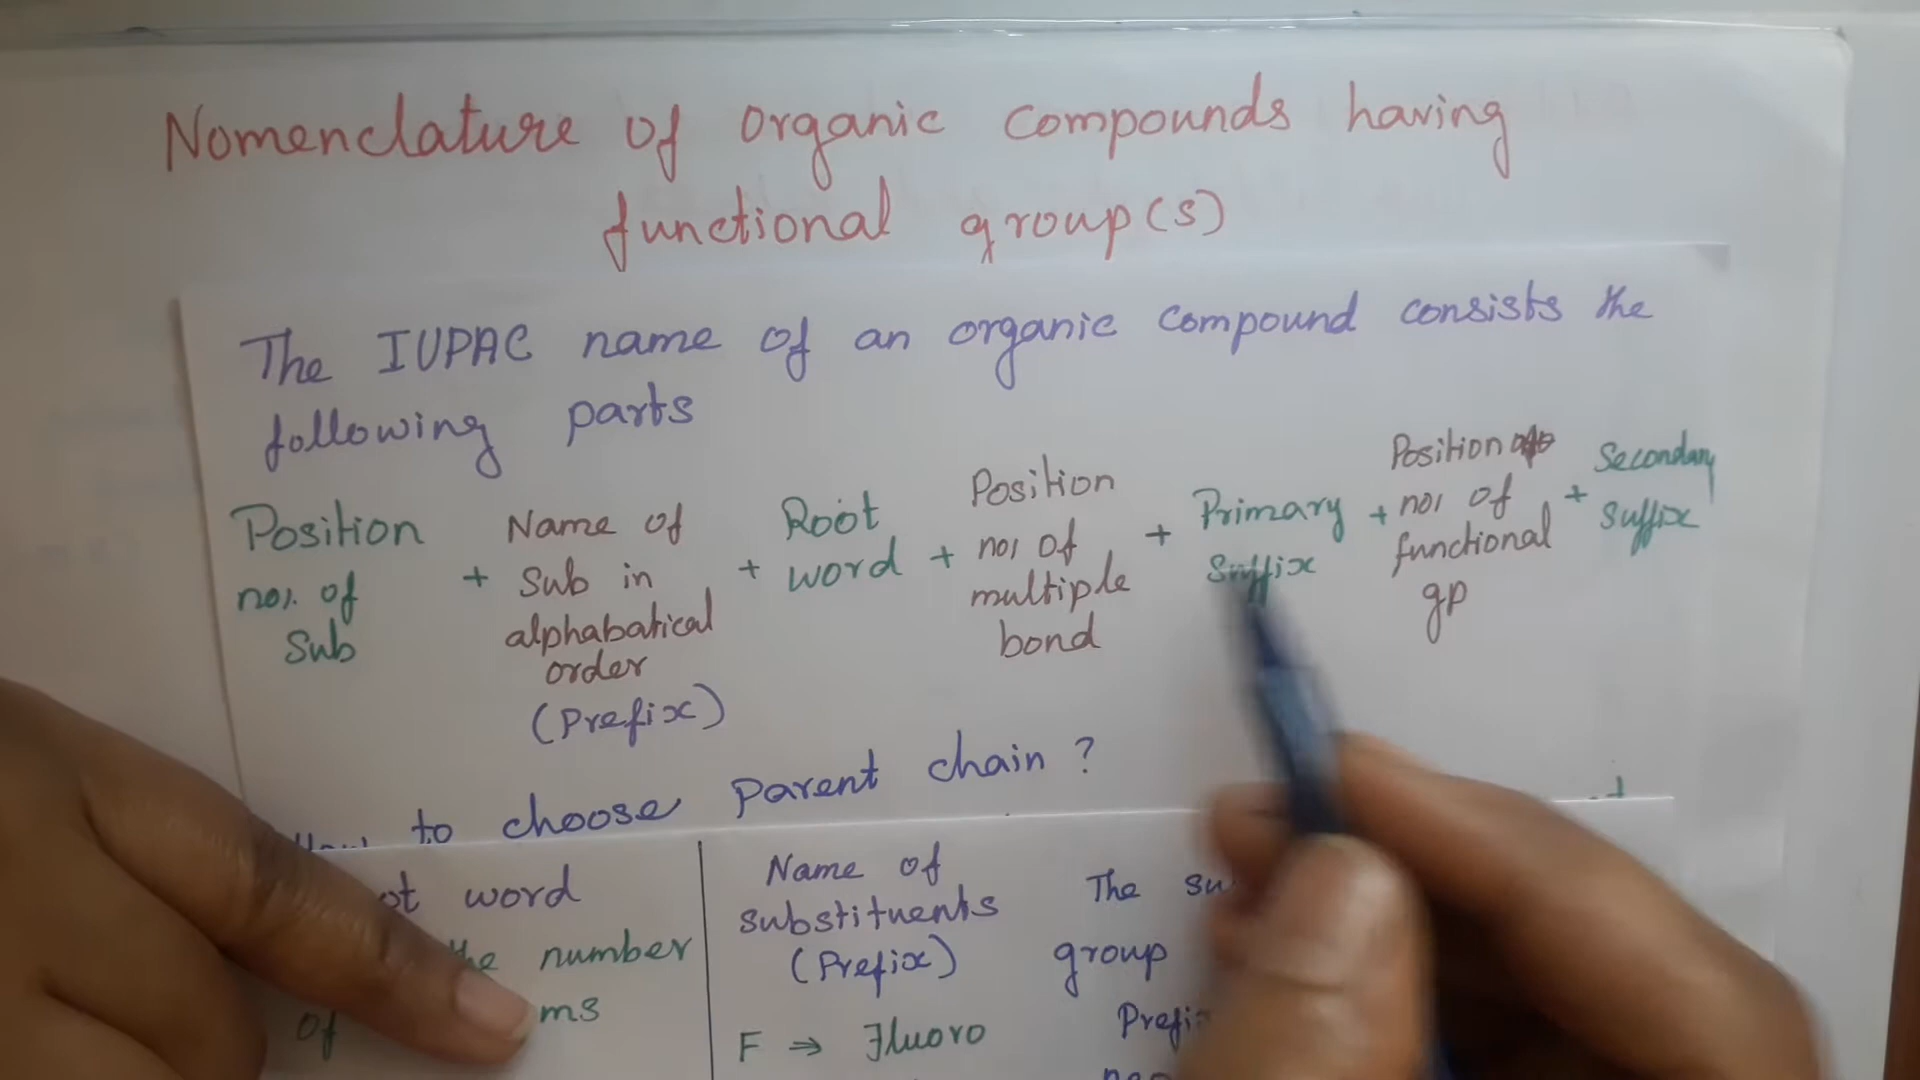 Nomenclature of organic compounds having
functional group(s)
The IUPAC name of an organic compound consists the
following parts
Position no. of Sub + Name of Sub in alphabatical order (Prefix) + Root word + Position no. of multiple bond + Primary Suffix + Position no. of functional gp + Secondary Suffix
to choose parent chain ?
word
the number
of
Name of
substituents
(Prefix)
F ⇒ Fluoro
The
group